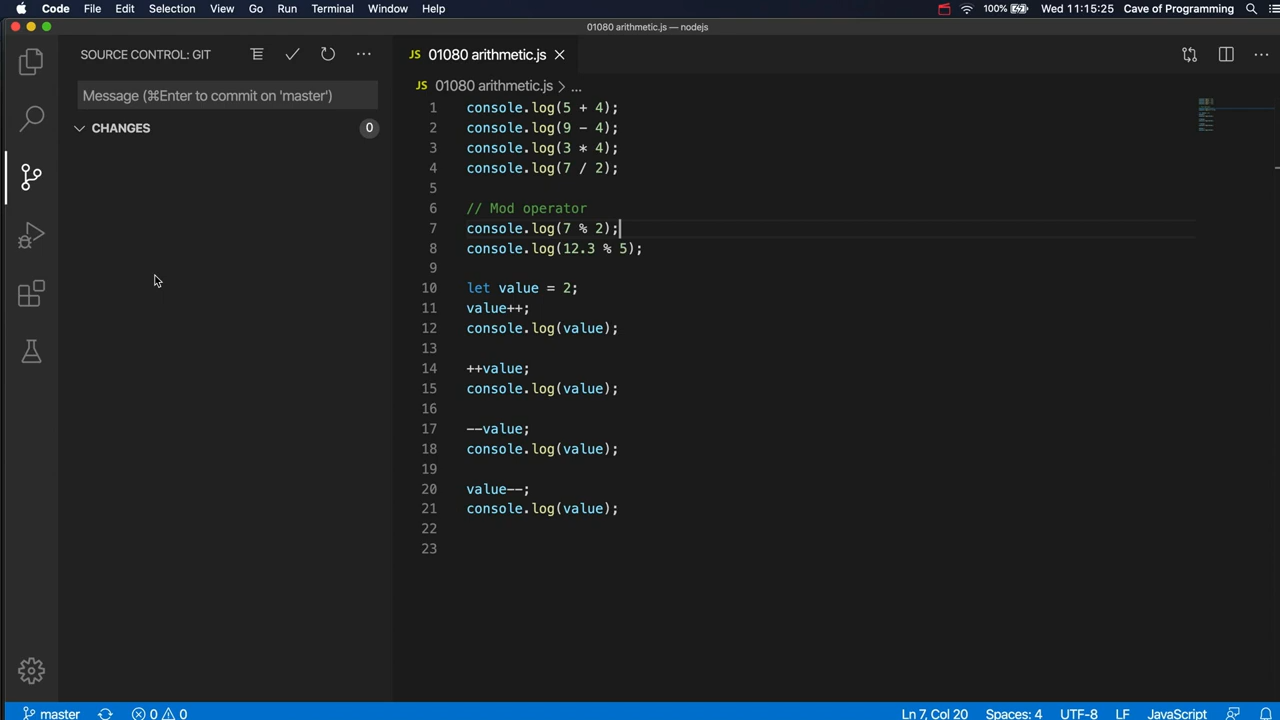 Code File Edit Selection View Go Run Terminal Window Help 100% Wed 11:15:25 Cave of Programming
01080 arithmetic.js — nodejs
SOURCE CONTROL: GIT
JS 01080 arithmetic.js
Message (⌘Enter to commit on 'master')
JS 01080 arithmetic.js > ...
CHANGES 0
1 console.log(5 + 4);
2 console.log(9 - 4);
3 console.log(3 * 4);
4 console.log(7 / 2);
5
6 // Mod operator
7 console.log(7 % 2);
8 console.log(12.3 % 5);
9
10 let value = 2;
11 value++;
12 console.log(value);
13
14 ++value;
15 console.log(value);
16
17 --value;
18 console.log(value);
19
20 value--;
21 console.log(value);
22
23
master 0 0 Ln 7, Col 20 Spaces: 4 UTF-8 LF JavaScript